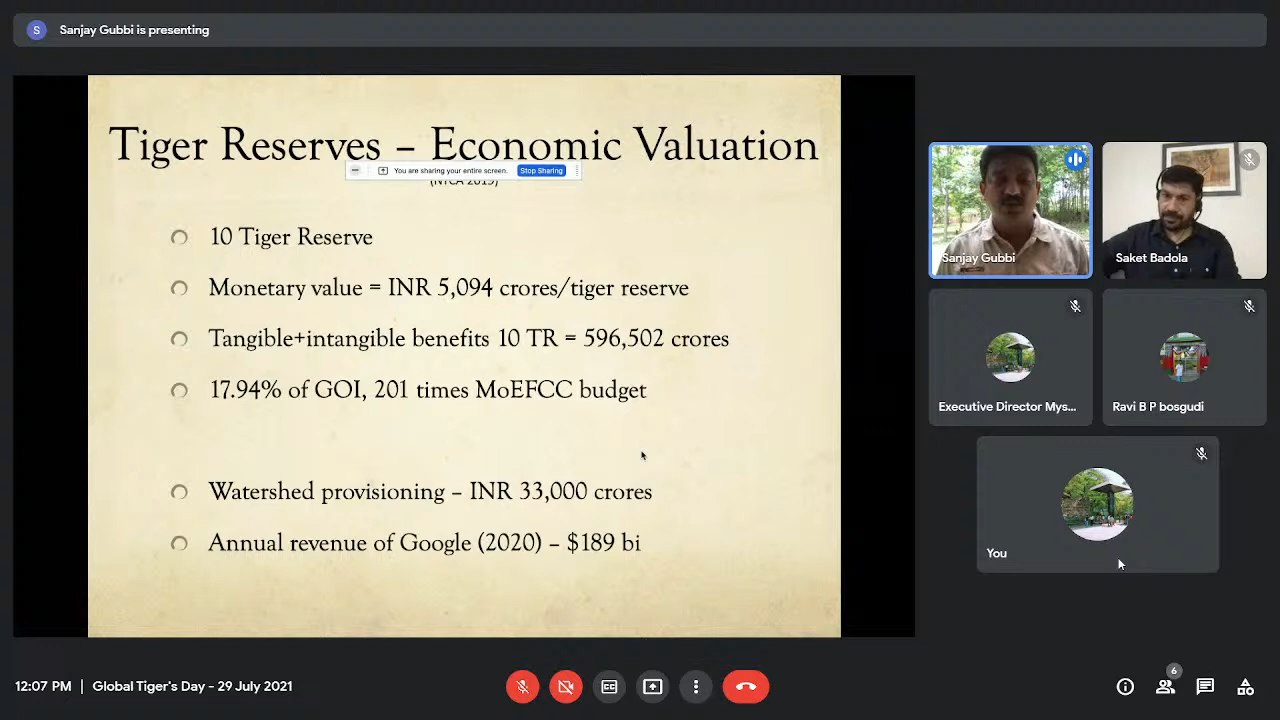 S
Sanjay Gubbi is presenting
Tiger Reserves – Economic Valuation
You are sharing your entire screen.
Stop Sharing
(NTCA 2019)
10 Tiger Reserve
Monetary value = INR 5,094 crores/tiger reserve
Tangible+intangible benefits 10 TR = 596,502 crores
17.94% of GOI, 201 times MoEFCC budget
Watershed provisioning – INR 33,000 crores
Annual revenue of Google (2020) – $189 bi
Sanjay Gubbi
Saket Badola
Executive Director Mys...
Ravi B P bosgudi
You
12:07 PM | Global Tiger's Day - 29 July 2021
6